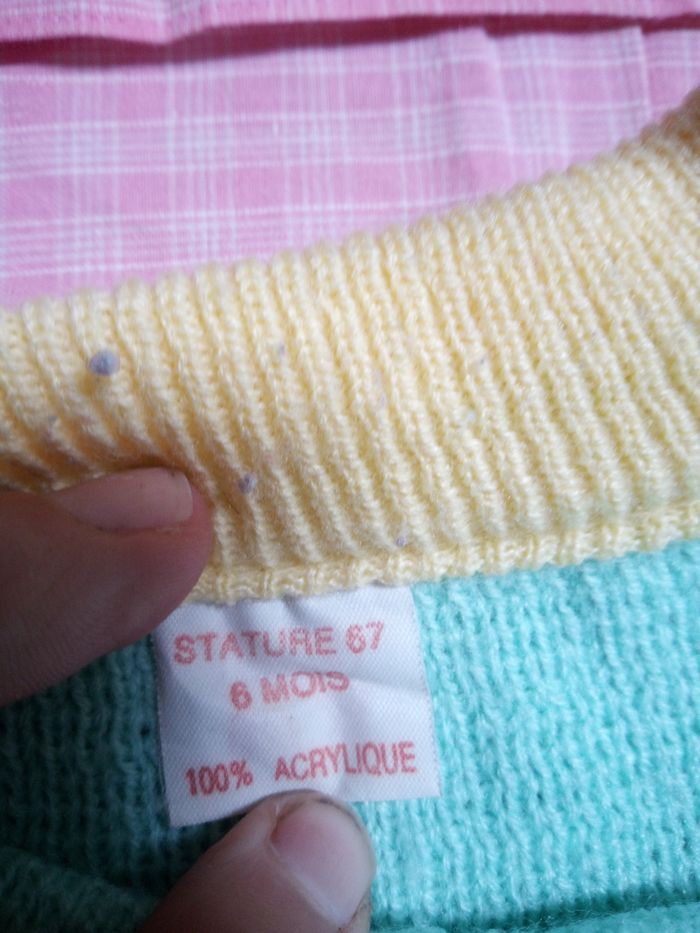 STATURE 67
6 MOIS
100% ACRYLIQUE